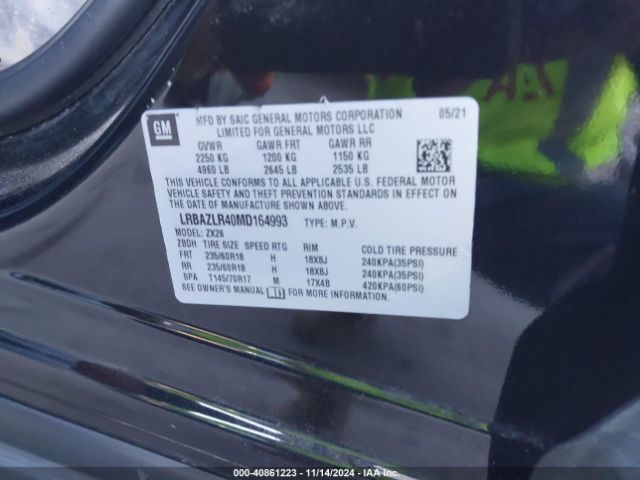 GM
MFD BY SAIC GENERAL MOTORS CORPORATION 05/21
LIMITED FOR GENERAL MOTORS LLC
GVWR GAWR FRT GAWR RR
2250 KG 1200 KG 1150 KG
4960 LB 2645 LB 2535 LB
THIS VEHICLE CONFORMS TO ALL APPLICABLE U.S. FEDERAL MOTOR
VEHICLE SAFETY, BUMPER, AND THEFT PREVENTION STANDARDS IN EFFECT
ON THE DATE OF MANUFACTURE SHOWN ABOVE.
LRBAZLR40MD164993 TYPE: M.P.V.
MODEL: ZX26
ZBDH TIRE SIZE SPEED RTG RIM COLD TIRE PRESSURE
FRT 235/60R18 H 18X8J 240KPA(35PSI)
RR 235/60R18 H 18X8J 240KPA(35PSI)
SPA T145/70R17 M 17X4B 420KPA(60PSI)
SEE OWNER'S MANUAL FOR MORE INFORMATION.
000-40861223 - 11/14/2024 - IAAI.COM